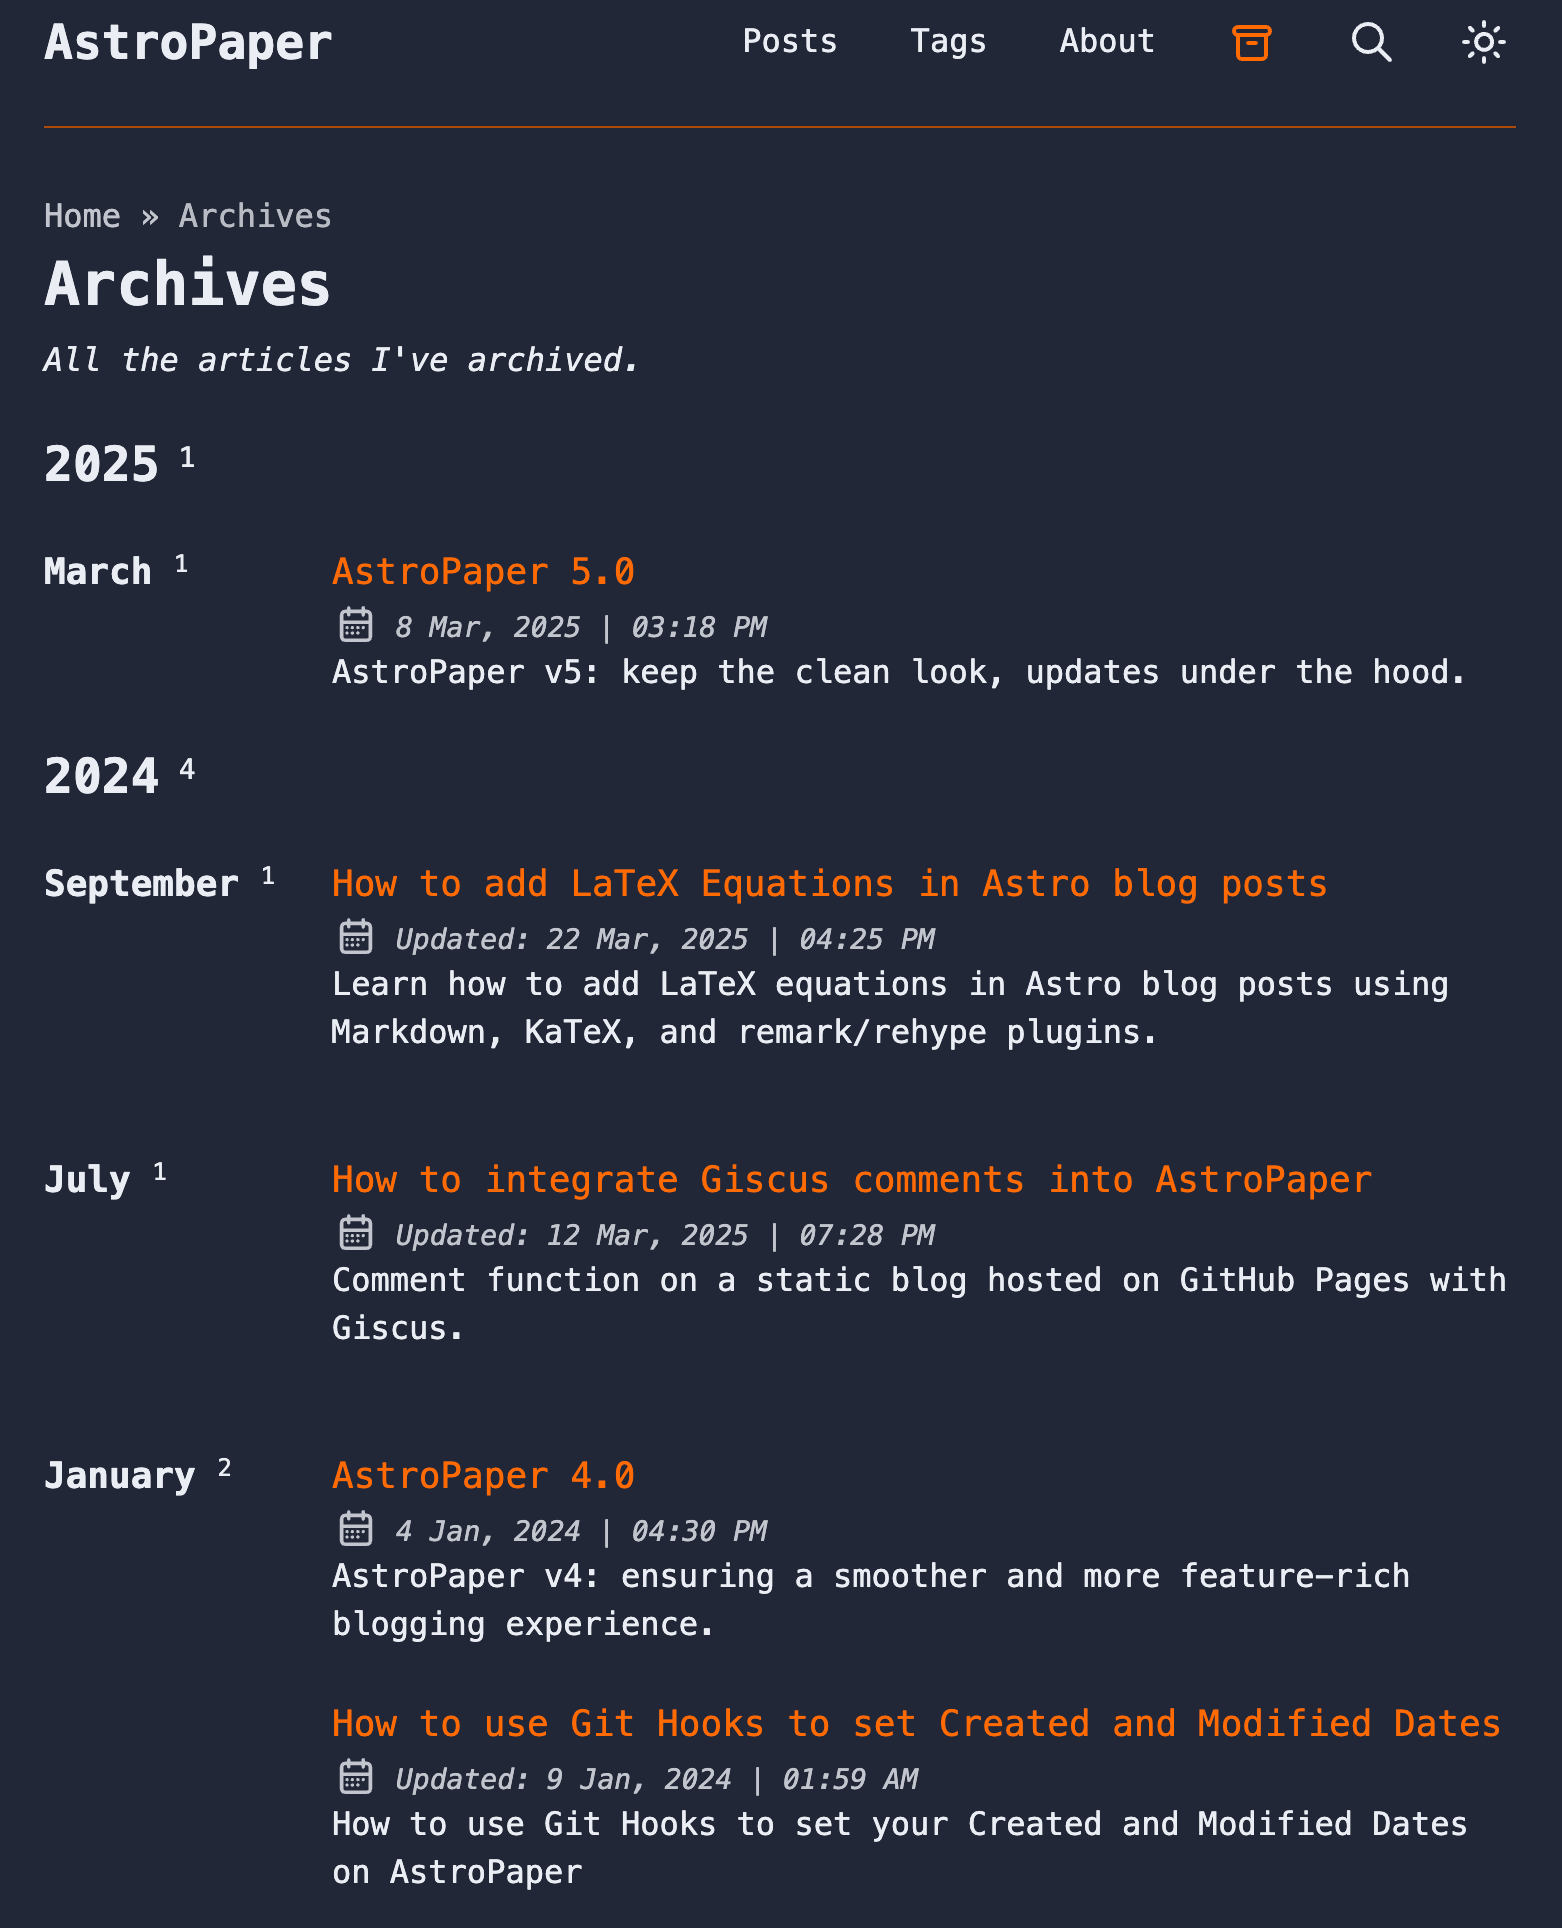 AstroPaper
Posts
Tags
About
Home » Archives
Archives
All the articles I've archived.
2025 1
March 1
AstroPaper 5.0
8 Mar, 2025 | 03:18 PM
AstroPaper v5: keep the clean look, updates under the hood.
2024 4
September 1
How to add LaTeX Equations in Astro blog posts
Updated: 22 Mar, 2025 | 04:25 PM
Learn how to add LaTeX equations in Astro blog posts using
Markdown, KaTeX, and remark/rehype plugins.
July 1
How to integrate Giscus comments into AstroPaper
Updated: 12 Mar, 2025 | 07:28 PM
Comment function on a static blog hosted on GitHub Pages with
Giscus.
January 2
AstroPaper 4.0
4 Jan, 2024 | 04:30 PM
AstroPaper v4: ensuring a smoother and more feature-rich
blogging experience.
How to use Git Hooks to set Created and Modified Dates
Updated: 9 Jan, 2024 | 01:59 AM
How to use Git Hooks to set your Created and Modified Dates
on AstroPaper